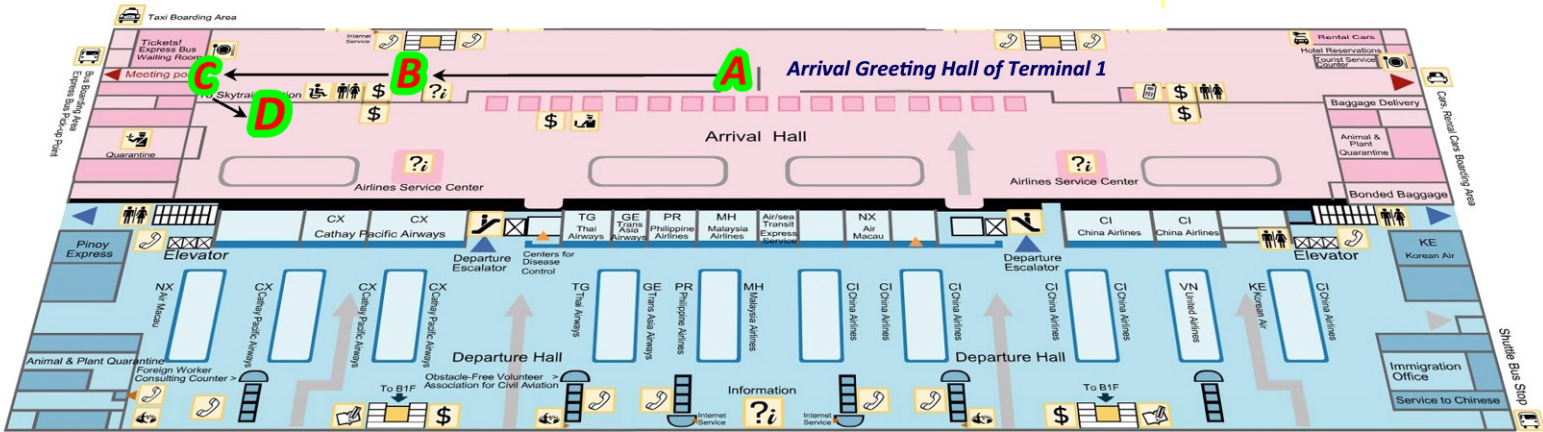 Taxi Boarding Area
Tickets!
Express Bus
Waiting Room
Internet
Service
Rental Cars
Hotel Reservations
Tourist Service
Counter
Meeting
C
B
A
Arrival Greeting Hall of Terminal 1
Bus Boarding Area
Express Bus Pick-up Point
To Skytrain
D
$
?i
$
$
$
$
Baggage Delivery
Cars, Rental Cars Boarding Area
Quarantine
Arrival Hall
Animal &
Plant
Quarantine
?i
Airlines Service Center
?i
Airlines Service Center
Bonded Baggage
Pinoy
Express
Elevator
CX
CX
Cathay Pacific Airways
Departure
Escalator
Centers for
Disease
Control
TG
Thai
Airways
GE
Trans
Asia
Airways
PR
Philippine
Airlines
MH
Malaysia
Airlines
Air/sea
Transit
Express
Service
NX
Air
Macau
Departure
Escalator
CI
China Airlines
CI
China Airlines
Elevator
KE
Korean Air
NX
Air Macau
CX
Cathay Pacific Airways
CX
Cathay Pacific Airways
CX
Cathay Pacific Airways
TG
Thai Airways
GE
Trans Asia Airways
PR
Philippine Airlines
MH
Malaysia Airlines
CI
China Airlines
CI
China Airlines
CI
China Airlines
CI
China Airlines
CI
China Airlines
VN
United Airlines
KE
Korean Air
CI
China Airlines
Departure Hall
Departure Hall
Animal & Plant Quarantine
Foreign Worker
Consulting Counter >
Obstacle-Free Volunteer >
Association for Civil Aviation
To B1F
$
Information
?i
Internet
Service
Internet
Service
To B1F
$
$
Immigration
Office
Service to Chinese
Shuttle Bus Stop